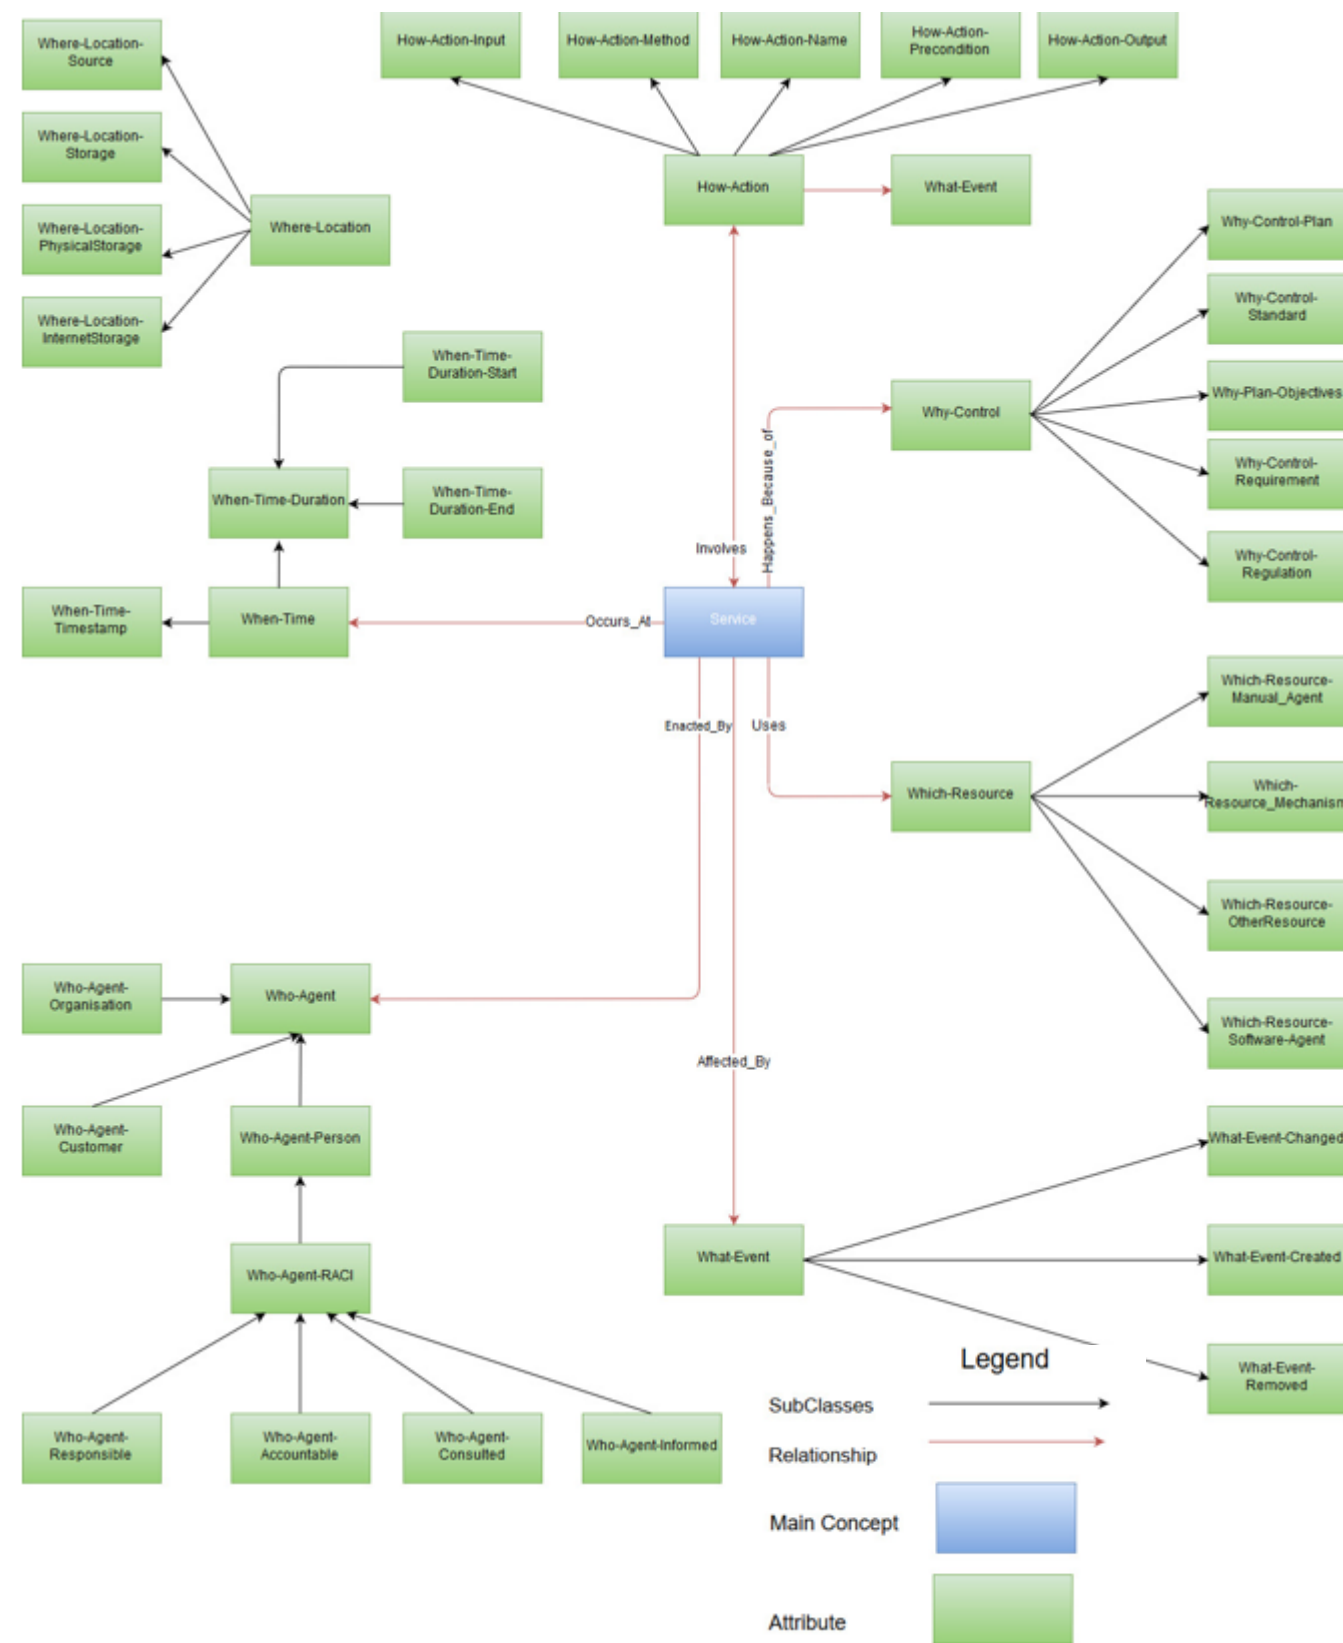 How-Action-Input
How-Action-Method
How-Action-Name
How-Action-
Precondition
How-Action-Output
Where-Location-
Source
Where-Location-
Storage
Where-Location-
PhysicalStorage
Where-Location-
InternetStorage
Where-Location
How-Action
What-Event
Why-Control-Plan
Why-Control-
Standard
Why-Plan-Objectives
Why-Control-
Requirement
Why-Control-
Regulation
Why-Control
When-Time-
Duration-Start
When-Time-Duration
When-Time-
Duration-End
Happens_Because_of
Involves
When-Time-
Timestamp
When-Time
Occurs_At
Service
Enacted_By
Uses
Which-Resource-
Manual_Agent
Which-Resource
Which-
Resource_Mechanism
Which-Resource-
OtherResource
Which-Resource-
Software-Agent
Who-Agent-
Organisation
Who-Agent
Affected_By
Who-Agent-
Customer
Who-Agent-Person
What-Event-Changed
Who-Agent-RACI
What-Event
What-Event-Created
What-Event-
Removed
Who-Agent-
Responsible
Who-Agent-
Accountable
Who-Agent-
Consulted
Who-Agent-Informed
Legend
SubClasses
Relationship
Main Concept
Attribute